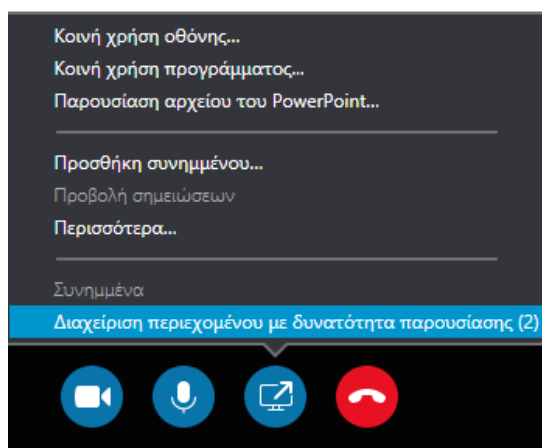 Κοινή χρήση οθόνης...
Κοινή χρήση προγράμματος...
Παρουσίαση αρχείου του PowerPoint...
Προσθήκη συνημμένου...
Προβολή σημειώσεων
Περισσότερα...
Συνημμένα
Διαχείριση περιεχομένου με δυνατότητα παρουσίασης (2)